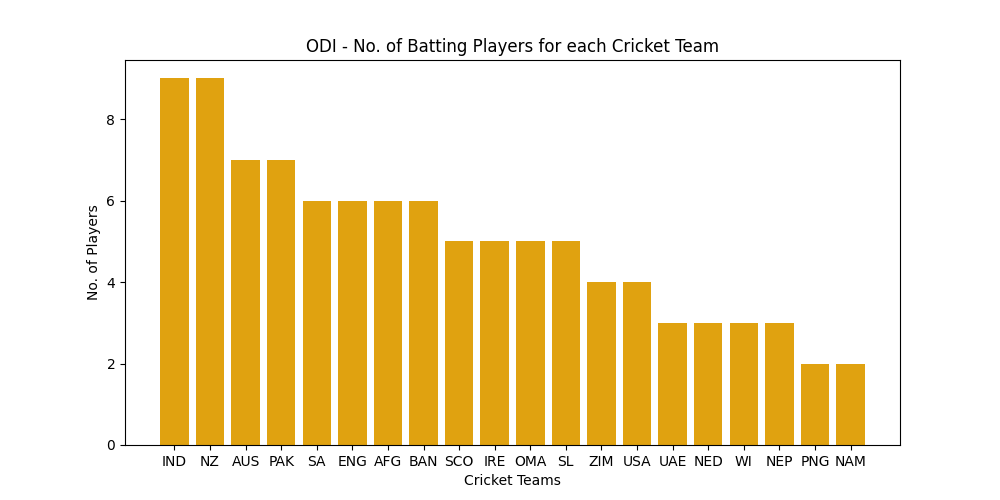 ODI - No. of Batting Players for each Cricket Team
No. of Players
8
6
4
2
0
IND NZ AUS PAK SA ENG AFG BAN SCO IRE OMA SL ZIM USA UAE NED WI NEP PNG NAM
Cricket Teams